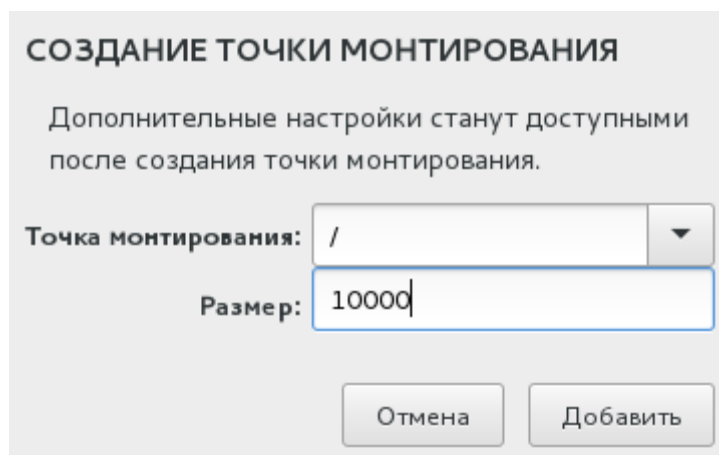 СОЗДАНИЕ ТОЧКИ МОНТИРОВАНИЯ
Дополнительные настройки станут доступными
после создания точки монтирования.
Точка монтирования: /
Размер: 10000
Отмена Добавить